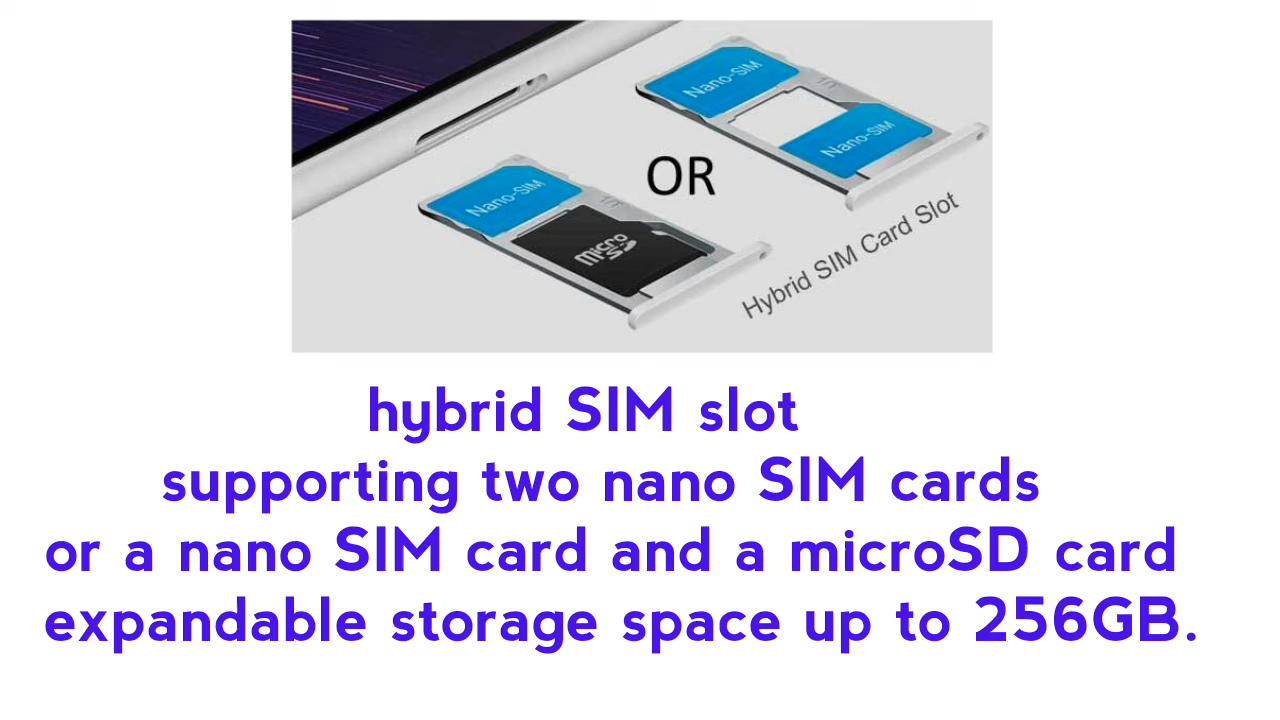 Nano-SIM
Nano-SIM
OR
Nano-SIM
micro SD
Hybrid SIM Card Slot
hybrid SIM slot
supporting two nano SIM cards
or a nano SIM card and a microSD card
expandable storage space up to 256GB.